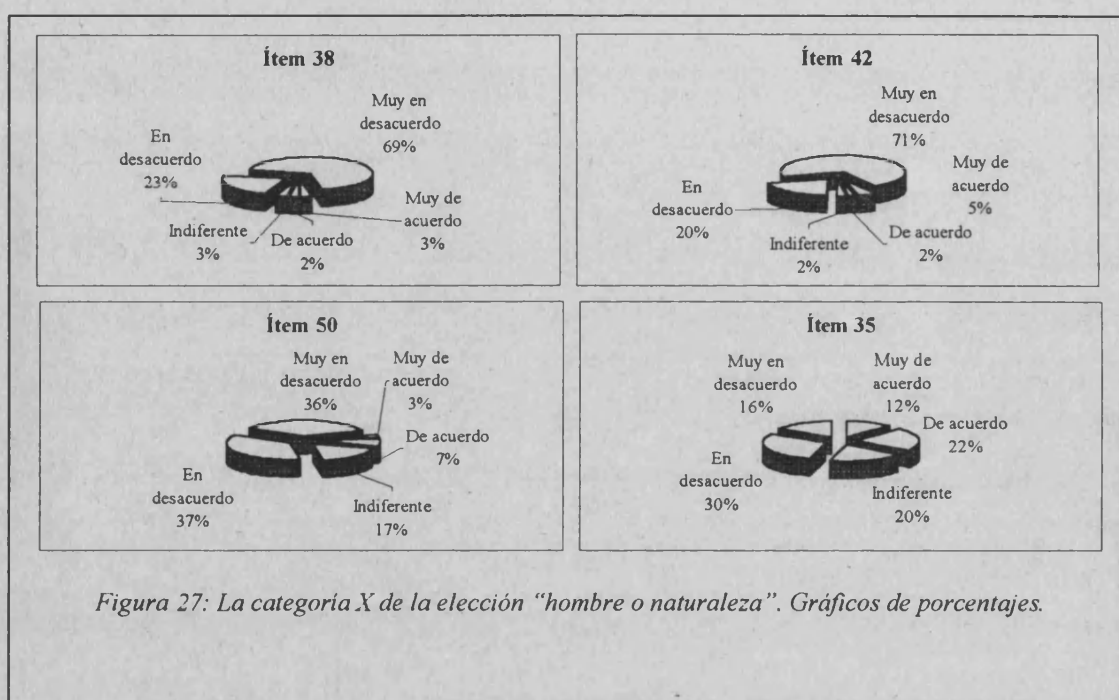 Ítem 38
Muy en
desacuerdo
69%
En
desacuerdo
23%
Muy de
acuerdo
3%
Indiferente
3%
De acuerdo
2%
Ítem 42
Muy en
desacuerdo
71%
Muy de
acuerdo
5%
En
desacuerdo
20%
Indiferente
2%
De acuerdo
2%
Ítem 50
Muy en
desacuerdo
36%
Muy de
acuerdo
3%
De acuerdo
7%
En
desacuerdo
37%
Indiferente
17%
Ítem 35
Muy en
desacuerdo
16%
Muy de
acuerdo
12%
De acuerdo
22%
En
desacuerdo
30%
Indiferente
20%
Figura 27: La categoría X de la elección “hombre o naturaleza”. Gráficos de porcentajes.